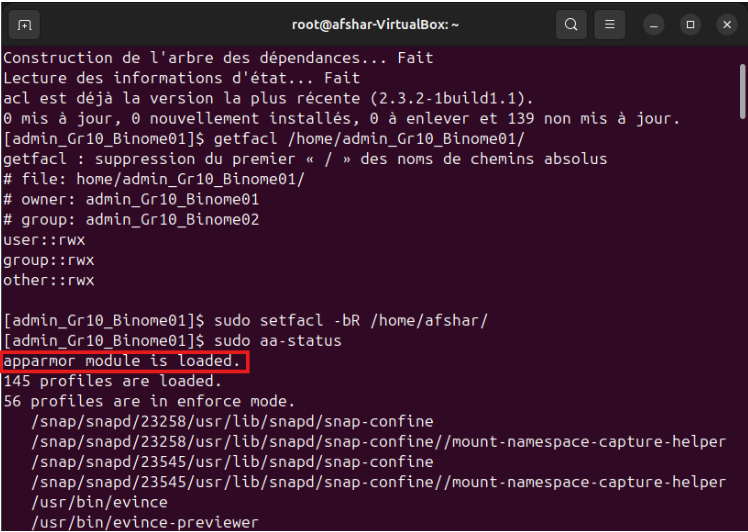 root@afshar-VirtualBox: ~
Construction de l'arbre des dépendances... Fait
Lecture des informations d'état... Fait
acl est déjà la version la plus récente (2.3.2-1build1.1).
0 mis à jour, 0 nouvellement installés, 0 à enlever et 139 non mis à jour.
[admin_Gr10_Binome01]$ getfacl /home/admin_Gr10_Binome01/
getfacl : suppression du premier « / » des noms de chemins absolus
# file: home/admin_Gr10_Binome01/
# owner: admin_Gr10_Binome01
# group: admin_Gr10_Binome02
user::rwx
group::rwx
other::rwx
[admin_Gr10_Binome01]$ sudo setfacl -bR /home/afshar/
[admin_Gr10_Binome01]$ sudo aa-status
apparmor module is loaded.
145 profiles are loaded.
56 profiles are in enforce mode.
/snap/snapd/23258/usr/lib/snapd/snap-confine
/snap/snapd/23258/usr/lib/snapd/snap-confine//mount-namespace-capture-helper
/snap/snapd/23545/usr/lib/snapd/snap-confine
/snap/snapd/23545/usr/lib/snapd/snap-confine//mount-namespace-capture-helper
/usr/bin/evince
/usr/bin/evince-previewer